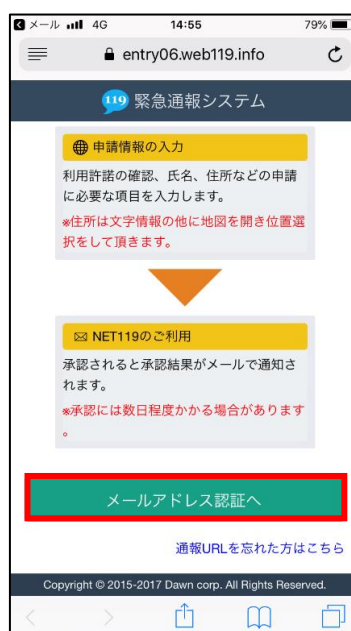 メール 4G 14:55 79%
entry06.web119.info
119 緊急通報システム
申請情報の入力
利用許諾の確認、氏名、住所などの申請
に必要な項目を入力します。
※住所は文字情報の他に地図を開き位置選
択をして頂きます。
NET119のご利用
承認されると承認結果がメールで通知さ
れます。
※承認には数日程度かかる場合があります
。
メールアドレス認証へ
通報URLを忘れた方はこちら
Copyright © 2015-2017 Dawn corp. All Rights Reserved.